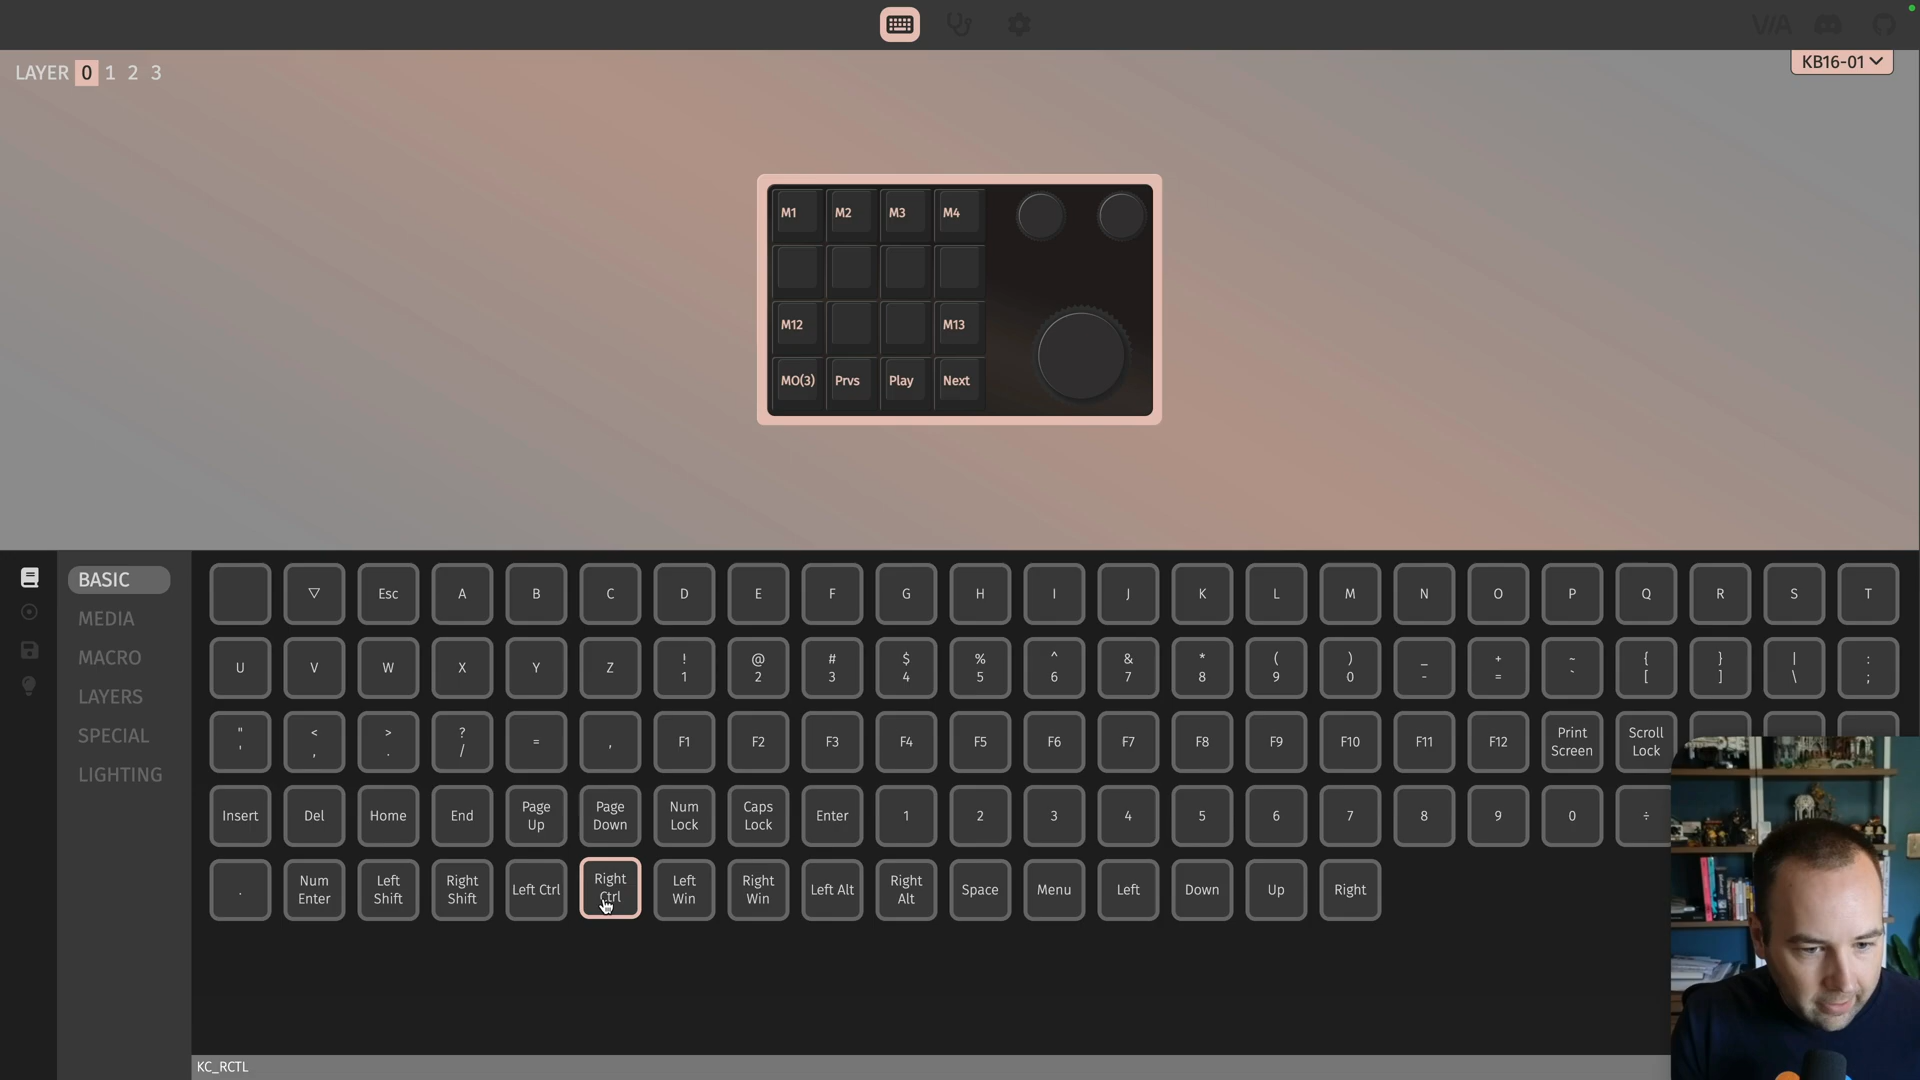 VIA
LAYER 0 1 2 3
KB16-01
M1 M2 M3 M4
M12 M13
MO(3) Prvs Play Next
BASIC
MEDIA
MACRO
LAYERS
SPECIAL
LIGHTING
▽ Esc A B C D E F G H I J K L M N O P Q R S T
U V W X Y Z ! @ # $ % ^ & * ( ) _ + ~ { } | :
1 2 3 4 5 6 7 8 9 0 - = ` [ ] \ ;
" < > ? = , F1 F2 F3 F4 F5 F6 F7 F8 F9 F10 F11 F12 Print Scroll
' , . / Screen Lock
Insert Del Home End Page Page Num Caps Enter 1 2 3 4 5 6 7 8 9 0 ÷
Up Down Lock Lock
. Num Left Right Left Ctrl Right Left Right Left Alt Right Space Menu Left Down Up Right
Enter Shift Shift Ctrl Win Win Alt
KC_RCTL